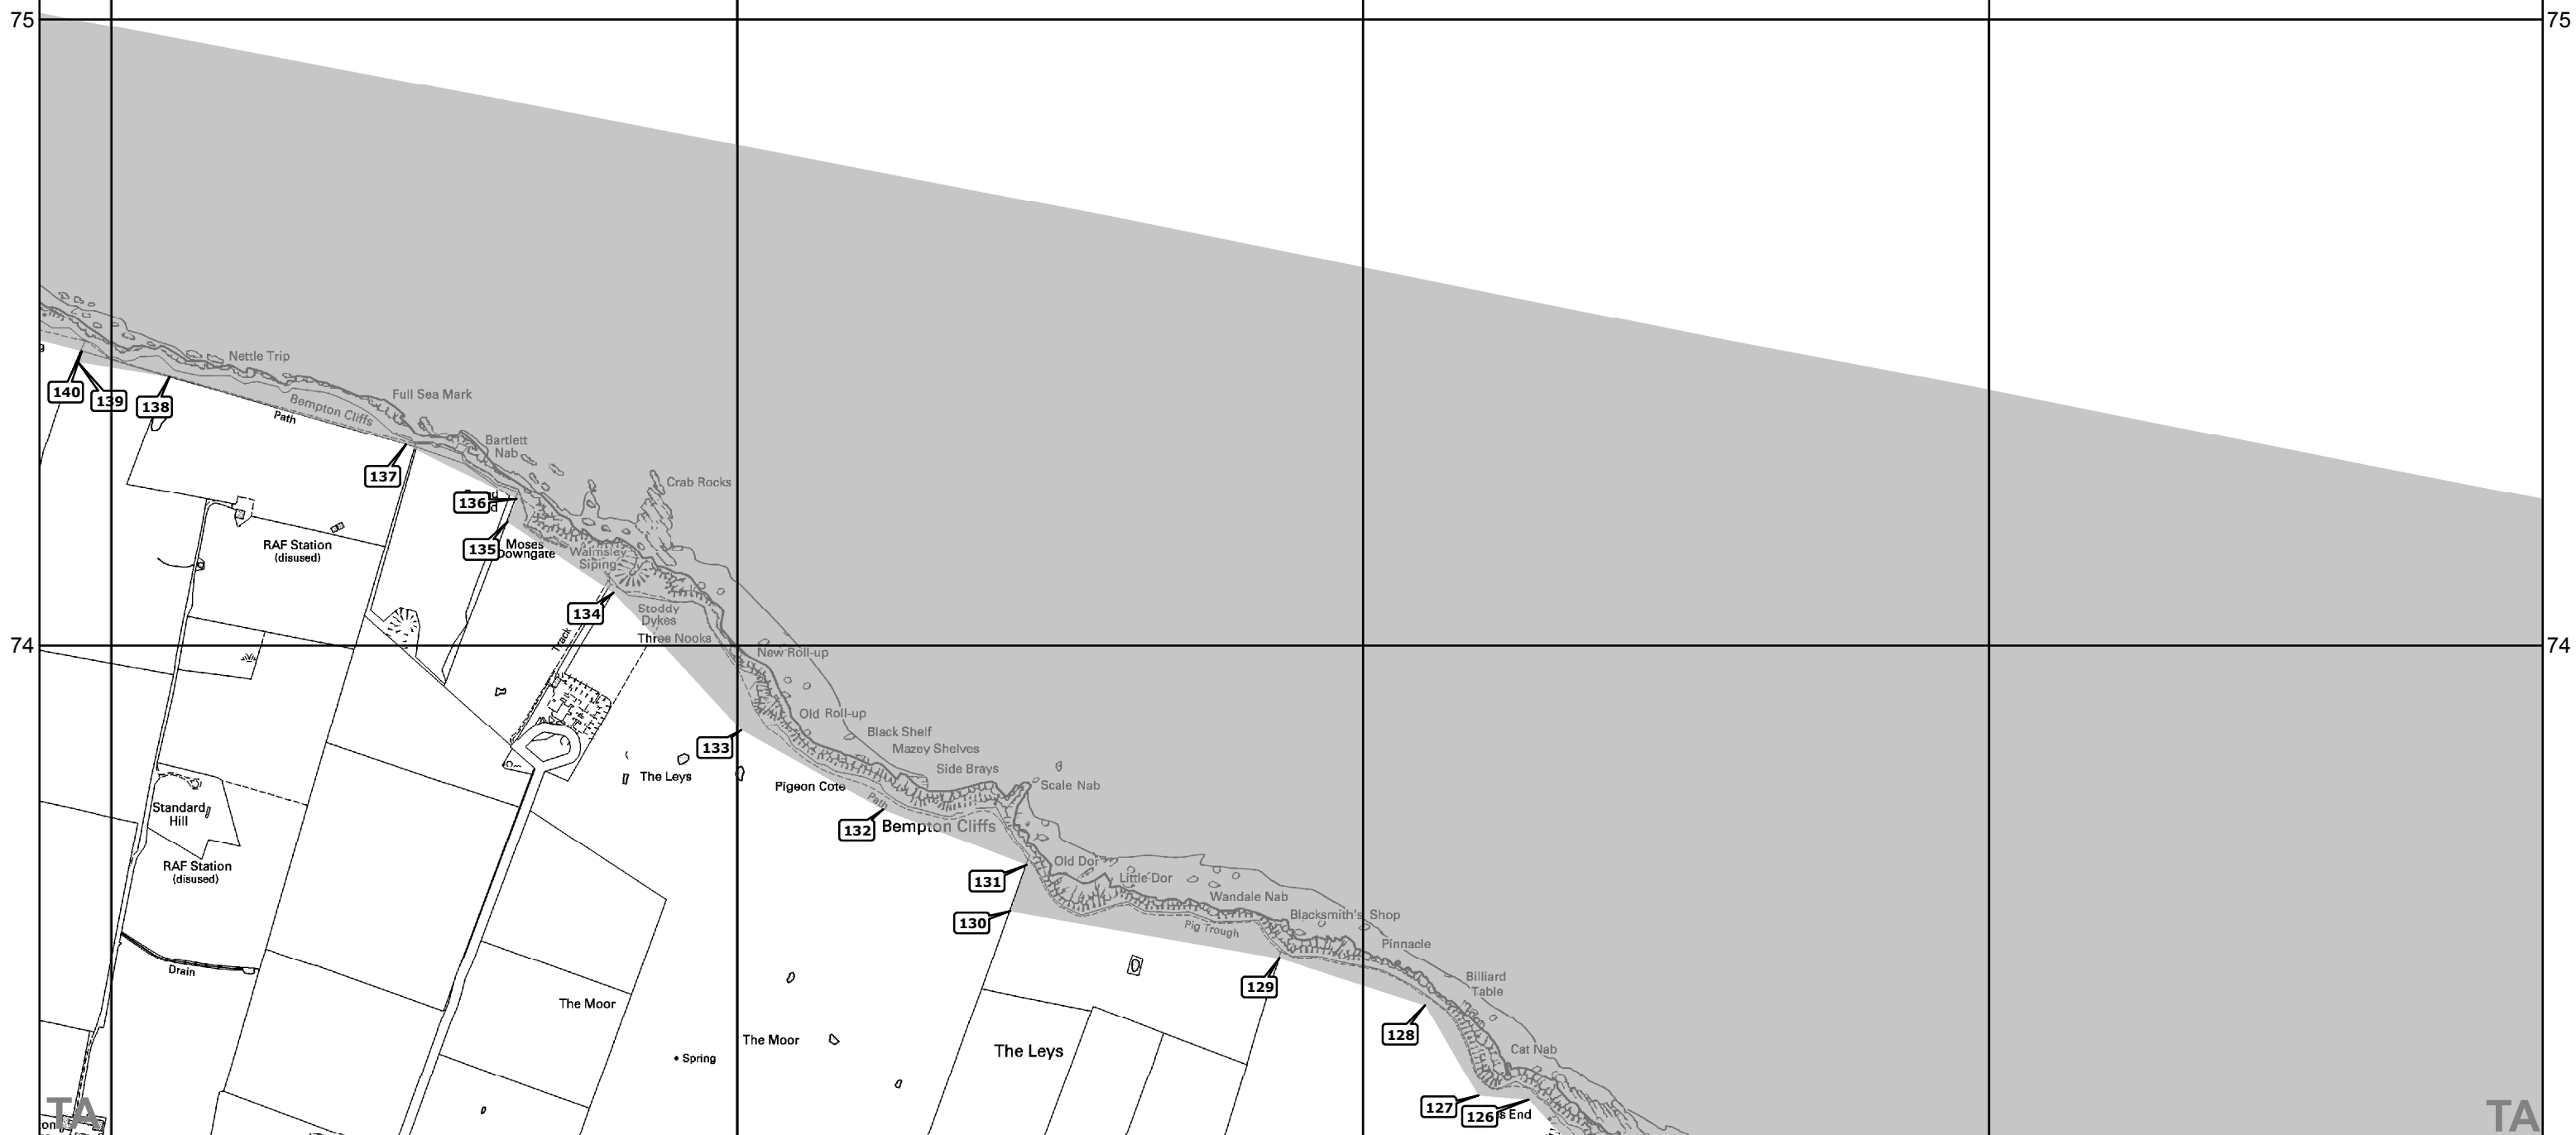 75
75
Nettle Trip
140
139
138
Path
Bempton Cliffs
Full Sea Mark
137
Bartlett
Nab
136
135
Moses
Downgate
Crab Rocks
RAF Station
(disused)
Walmsley
Siping
134
Track
Stoddy
Dykes
Three Nooks
74
74
New Roll-up
Old Roll-up
133
The Leys
Black Shelf
Mazey Shelves
Side Brays
Scale Nab
Pigeon Cote
Path
132
Bempton Cliffs
Standard
Hill
RAF Station
(disused)
131
130
Old Dor
Little Dor
Wandale Nab
Pig Trough
Blacksmith's Shop
Pinnacle
129
Billiard
Table
128
Drain
The Moor
The Moor
Spring
The Leys
Cat Nab
127
126
s End
TA
TA